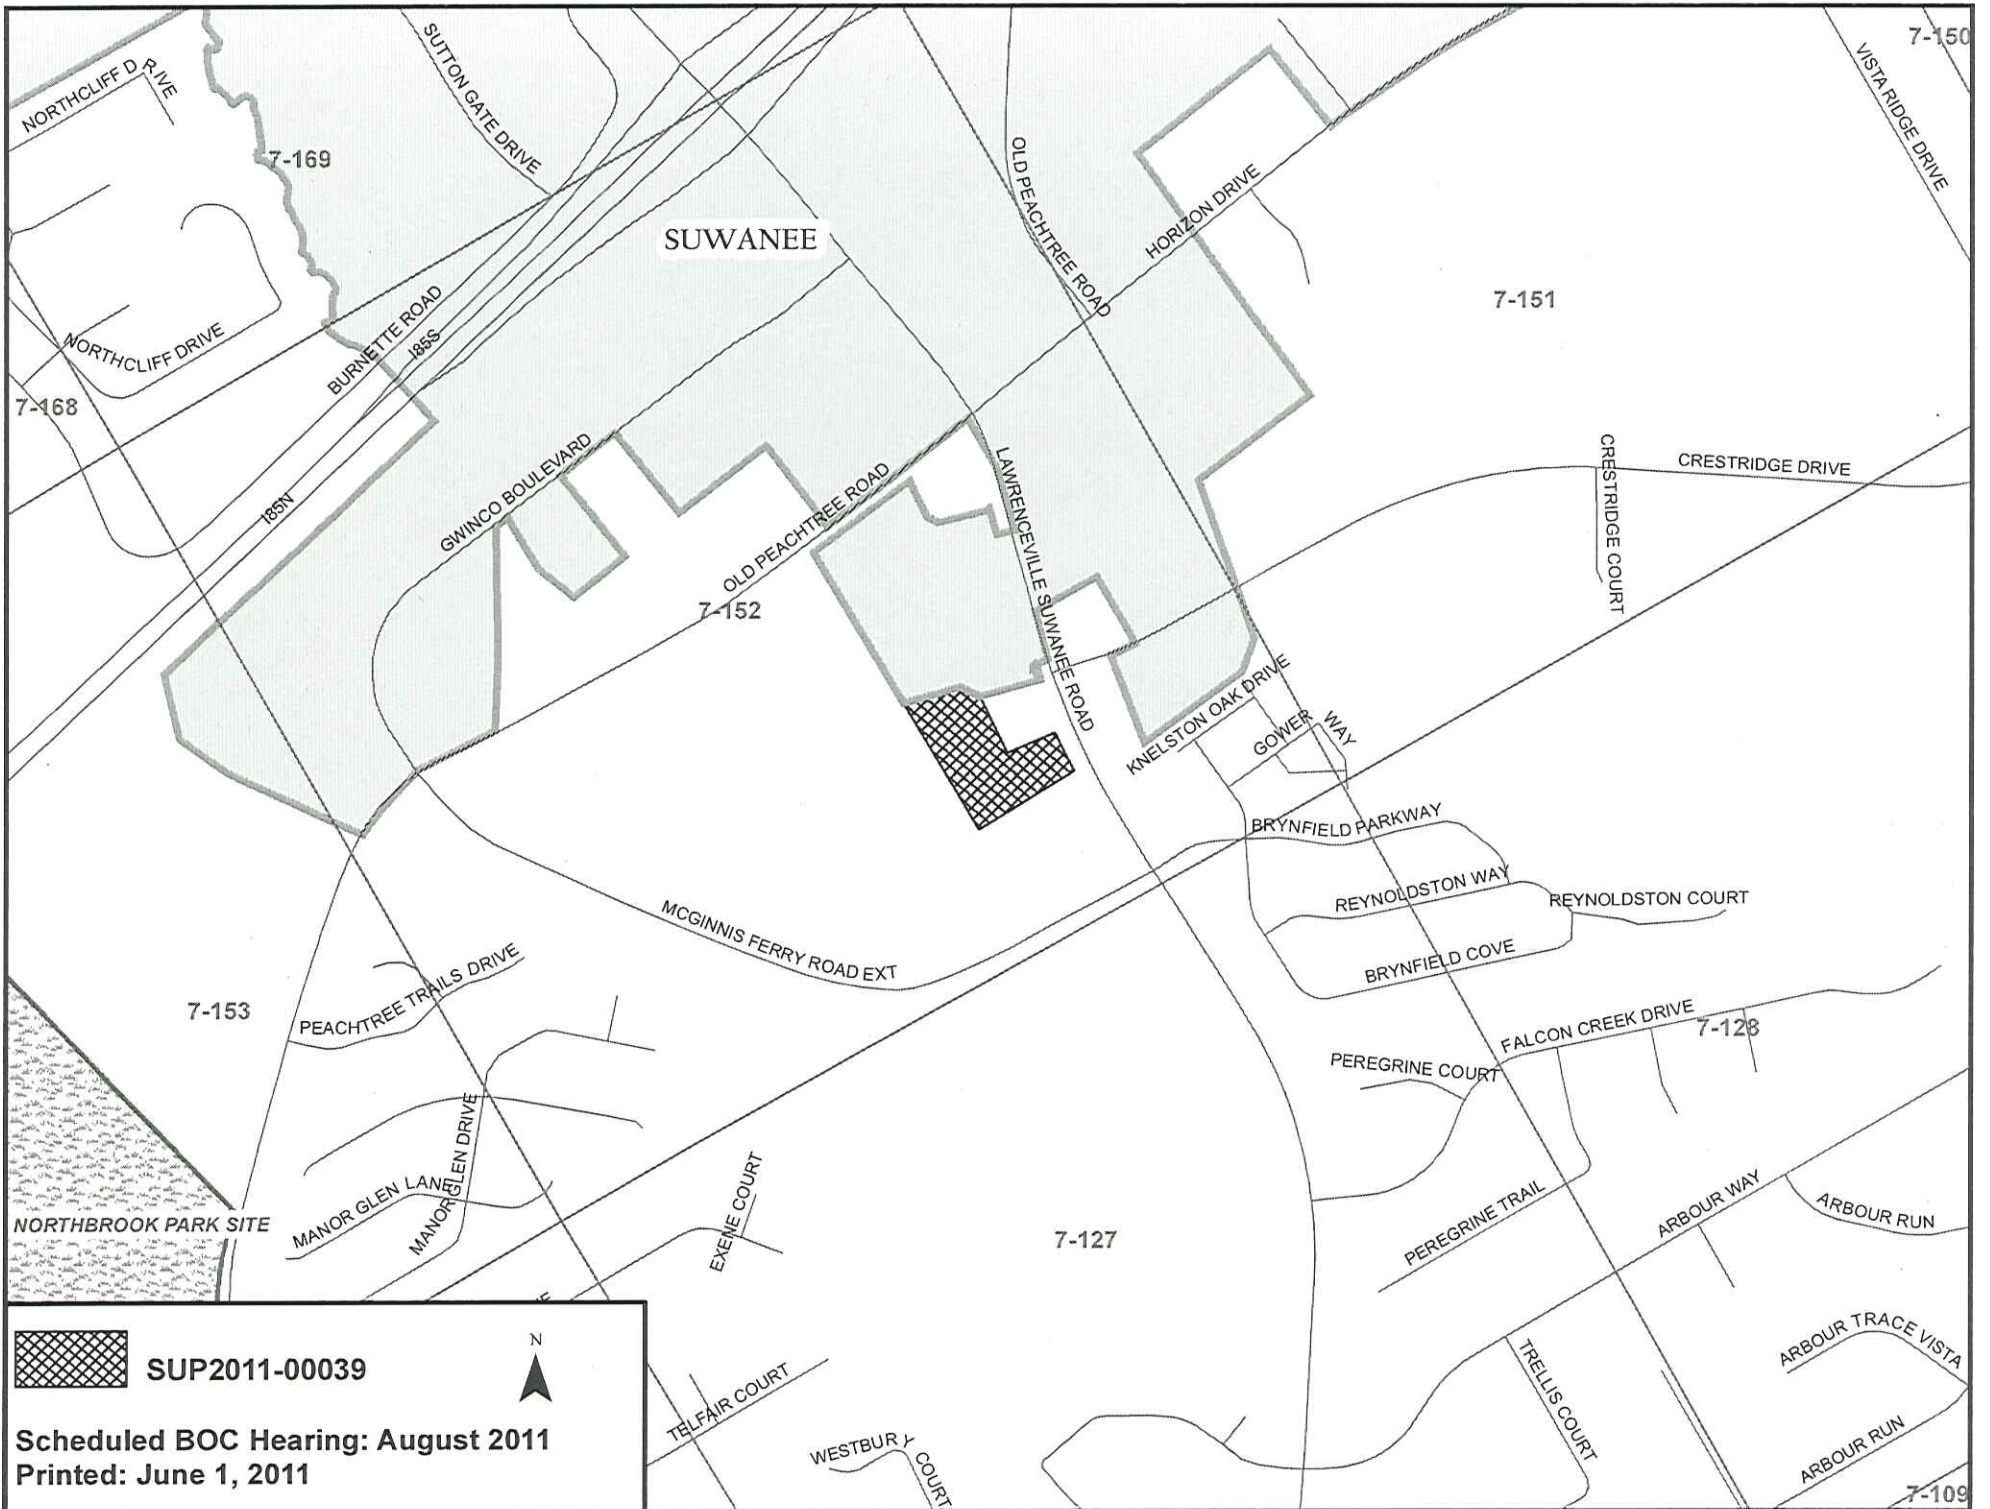 7-150
NORTHCLIFF DRIVE
SUTTON GATE DRIVE
VISTA RIDGE DRIVE
7-169
OLD PEACHTREE ROAD
HORIZON DRIVE
SUWANEE
7-151
BURNETTE ROAD
I85S
NORTHCLIFF DRIVE
7-168
GWINCO BOULEVARD
I85N
OLD PEACHTREE ROAD
LAWRENCEVILLE SUWANEE ROAD
CRESTRIDGE DRIVE
CRESTRIDGE COURT
7-152
KNELSTON OAK DRIVE
GOWER WAY
BRYNFIELD PARKWAY
REYNOLDSTON WAY
REYNOLDSTON COURT
MCGINNIS FERRY ROAD EXT
BRYNFIELD COVE
PEACHTREE TRAILS DRIVE
7-153
FALCON CREEK DRIVE
7-128
PEREGRINE COURT
MANOR GLEN DRIVE
MANOR GLEN LANE
NORTHBROOK PARK SITE
EXENE COURT
7-127
PEREGRINE TRAIL
ARBOUR WAY
ARBOUR RUN
N
SUP2011-00039
Scheduled BOC Hearing: August 2011
Printed: June 1, 2011
TELFAIR COURT
WESTBURY COURT
TRELLIS COURT
ARBOUR TRACE VISTA
ARBOUR RUN
7-109